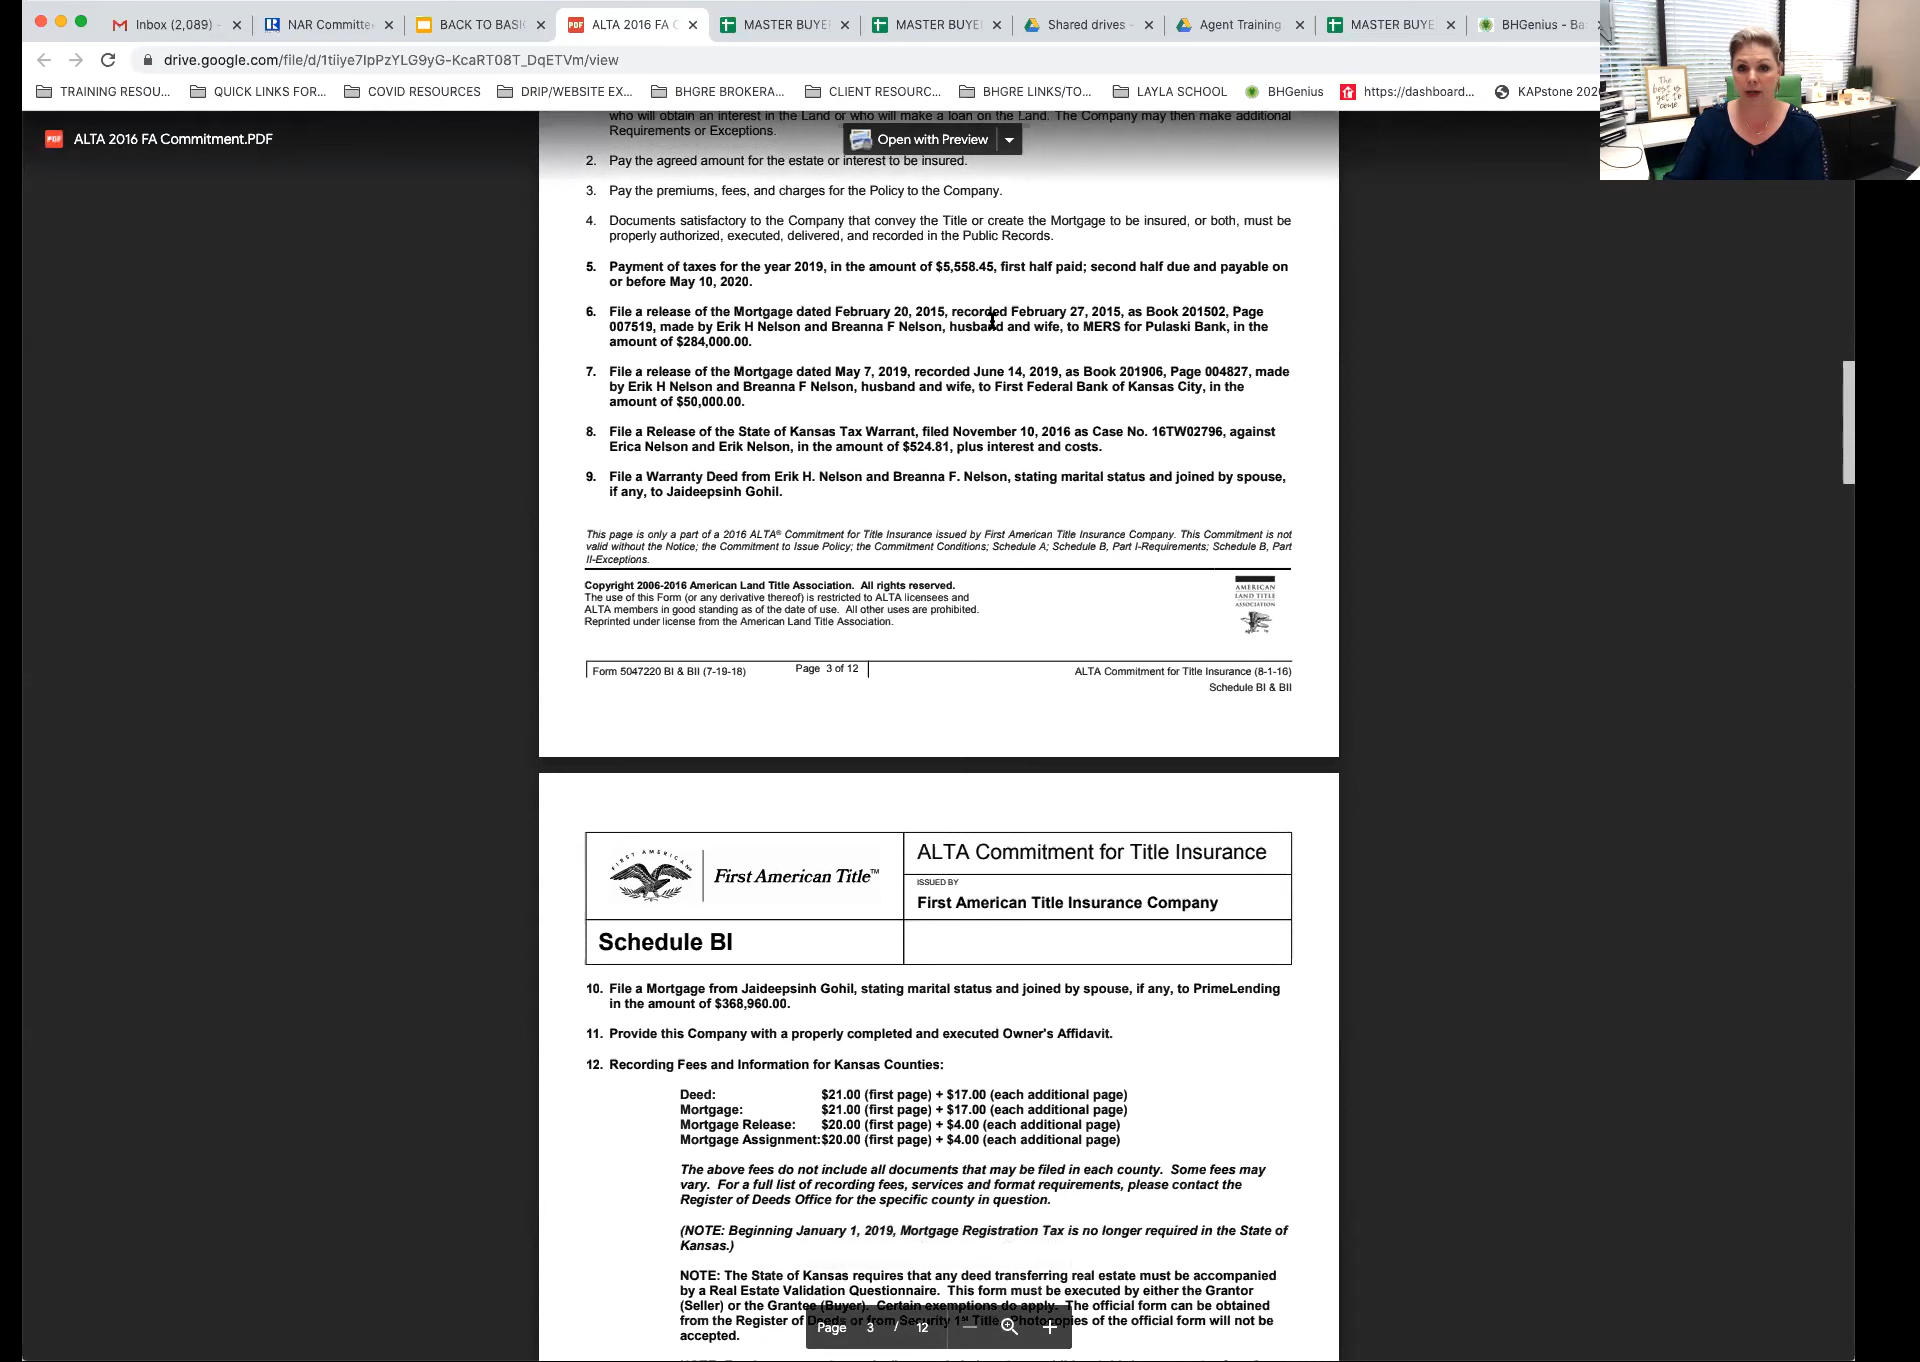 Inbox (2,089) -
NAR Committe
BACK TO BASI
PDF ALTA 2016 FA C
MASTER BUYE
MASTER BUYE
Shared drives -
Agent Training
MASTER BUYE
BHGenius - Ba
drive.google.com/file/d/1tiiye7IpPzYLG9yG-KcaRT08T_DqETVm/view
TRAINING RESOU...
QUICK LINKS FOR...
COVID RESOURCES
DRIP/WEBSITE EX...
BHGRE BROKERA...
CLIENT RESOURC...
BHGRE LINKS/TO...
LAYLA SCHOOL
BHGenius
https://dashboard...
KAPstone 202
The
best is
yet to
come
PDF ALTA 2016 FA Commitment.PDF
Open with Preview
who will obtain an interest in the Land or who will make a loan on the Land. The Company may then make additional
Requirements or Exceptions.
2. Pay the agreed amount for the estate or interest to be insured.
3. Pay the premiums, fees, and charges for the Policy to the Company.
4. Documents satisfactory to the Company that convey the Title or create the Mortgage to be insured, or both, must be
properly authorized, executed, delivered, and recorded in the Public Records.
5. Payment of taxes for the year 2019, in the amount of $5,558.45, first half paid; second half due and payable on
or before May 10, 2020.
6. File a release of the Mortgage dated February 20, 2015, recorded February 27, 2015, as Book 201502, Page
007519, made by Erik H Nelson and Breanna F Nelson, husband and wife, to MERS for Pulaski Bank, in the
amount of $284,000.00.
7. File a release of the Mortgage dated May 7, 2019, recorded June 14, 2019, as Book 201906, Page 004827, made
by Erik H Nelson and Breanna F Nelson, husband and wife, to First Federal Bank of Kansas City, in the
amount of $50,000.00.
8. File a Release of the State of Kansas Tax Warrant, filed November 10, 2016 as Case No. 16TW02796, against
Erica Nelson and Erik Nelson, in the amount of $524.81, plus interest and costs.
9. File a Warranty Deed from Erik H. Nelson and Breanna F. Nelson, stating marital status and joined by spouse,
if any, to Jaideepsinh Gohil.
This page is only a part of a 2016 ALTA® Commitment for Title Insurance issued by First American Title Insurance Company. This Commitment is not
valid without the Notice; the Commitment to Issue Policy; the Commitment Conditions; Schedule A; Schedule B, Part I-Requirements; Schedule B, Part
II-Exceptions.
Copyright 2006-2016 American Land Title Association. All rights reserved.
The use of this Form (or any derivative thereof) is restricted to ALTA licensees and
ALTA members in good standing as of the date of use. All other uses are prohibited.
Reprinted under license from the American Land Title Association.
AMERICAN
LAND TITLE
ASSOCIATION
Form 5047220 BI & BII (7-19-18)
Page 3 of 12
ALTA Commitment for Title Insurance (8-1-16)
Schedule BI & BII
FIRST AMERICAN
First American Title™
ALTA Commitment for Title Insurance
ISSUED BY
First American Title Insurance Company
Schedule BI
10. File a Mortgage from Jaideepsinh Gohil, stating marital status and joined by spouse, if any, to PrimeLending
in the amount of $368,960.00.
11. Provide this Company with a properly completed and executed Owner's Affidavit.
12. Recording Fees and Information for Kansas Counties:
Deed: $21.00 (first page) + $17.00 (each additional page)
Mortgage: $21.00 (first page) + $17.00 (each additional page)
Mortgage Release: $20.00 (first page) + $4.00 (each additional page)
Mortgage Assignment:$20.00 (first page) + $4.00 (each additional page)
The above fees do not include all documents that may be filed in each county. Some fees may
vary. For a full list of recording fees, services and format requirements, please contact the
Register of Deeds Office for the specific county in question.
(NOTE: Beginning January 1, 2019, Mortgage Registration Tax is no longer required in the State of
Kansas.)
NOTE: The State of Kansas requires that any deed transferring real estate must be accompanied
by a Real Estate Validation Questionnaire. This form must be executed by either the Grantor
(Seller) or the Grantee (Buyer). Certain exemptions do apply. The official form can be obtained
from the Register of Deeds or from Security 1st Title. Photocopies of the official form will not be
accepted.
Page 3 / 12